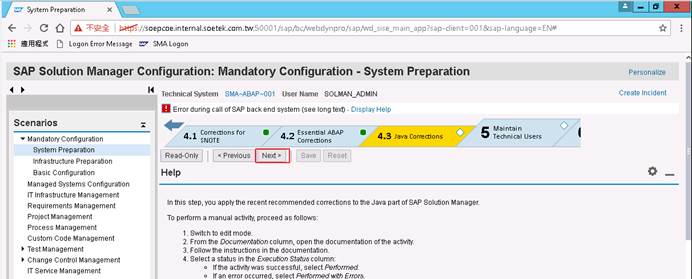 System Preparation
不安全 https://soepcoe.internal.soetek.com.tw:50001/sap/bc/webdynpro/sap/wd_sise_main_app?sap-client=001&sap-language=EN#
應用程式 Logon Error Message SMA Logon
SAP Solution Manager Configuration: Mandatory Configuration - System Preparation
Personalize
Technical System SMA~ABAP~001 User Name SOLMAN_ADMIN
Create Incident
Error during call of SAP back end system (see long text) - Display Help
Scenarios
Mandatory Configuration
System Preparation
Infrastructure Preparation
Basic Configuration
Managed Systems Configuration
IT Infrastructure Management
Requirements Management
Project Management
Process Management
Custom Code Management
Test Management
Change Control Management
IT Service Management
4.1 Corrections for SNOTE
4.2 Essential ABAP Corrections
4.3 Java Corrections
5 Maintain Technical Users
6
Read-Only < Previous Next > Save Reset
Help
In this step, you apply the recent recommended corrections to the Java part of SAP Solution Manager.
To perform a manual activity, proceed as follows:
1. Switch to edit mode.
2. From the Documentation column, open the documentation of the activity.
3. Follow the instructions in the documentation.
4. Select a status in the Execution Status column:
If the activity was successful, select Performed.
If an error occurred, select Performed with Errors.